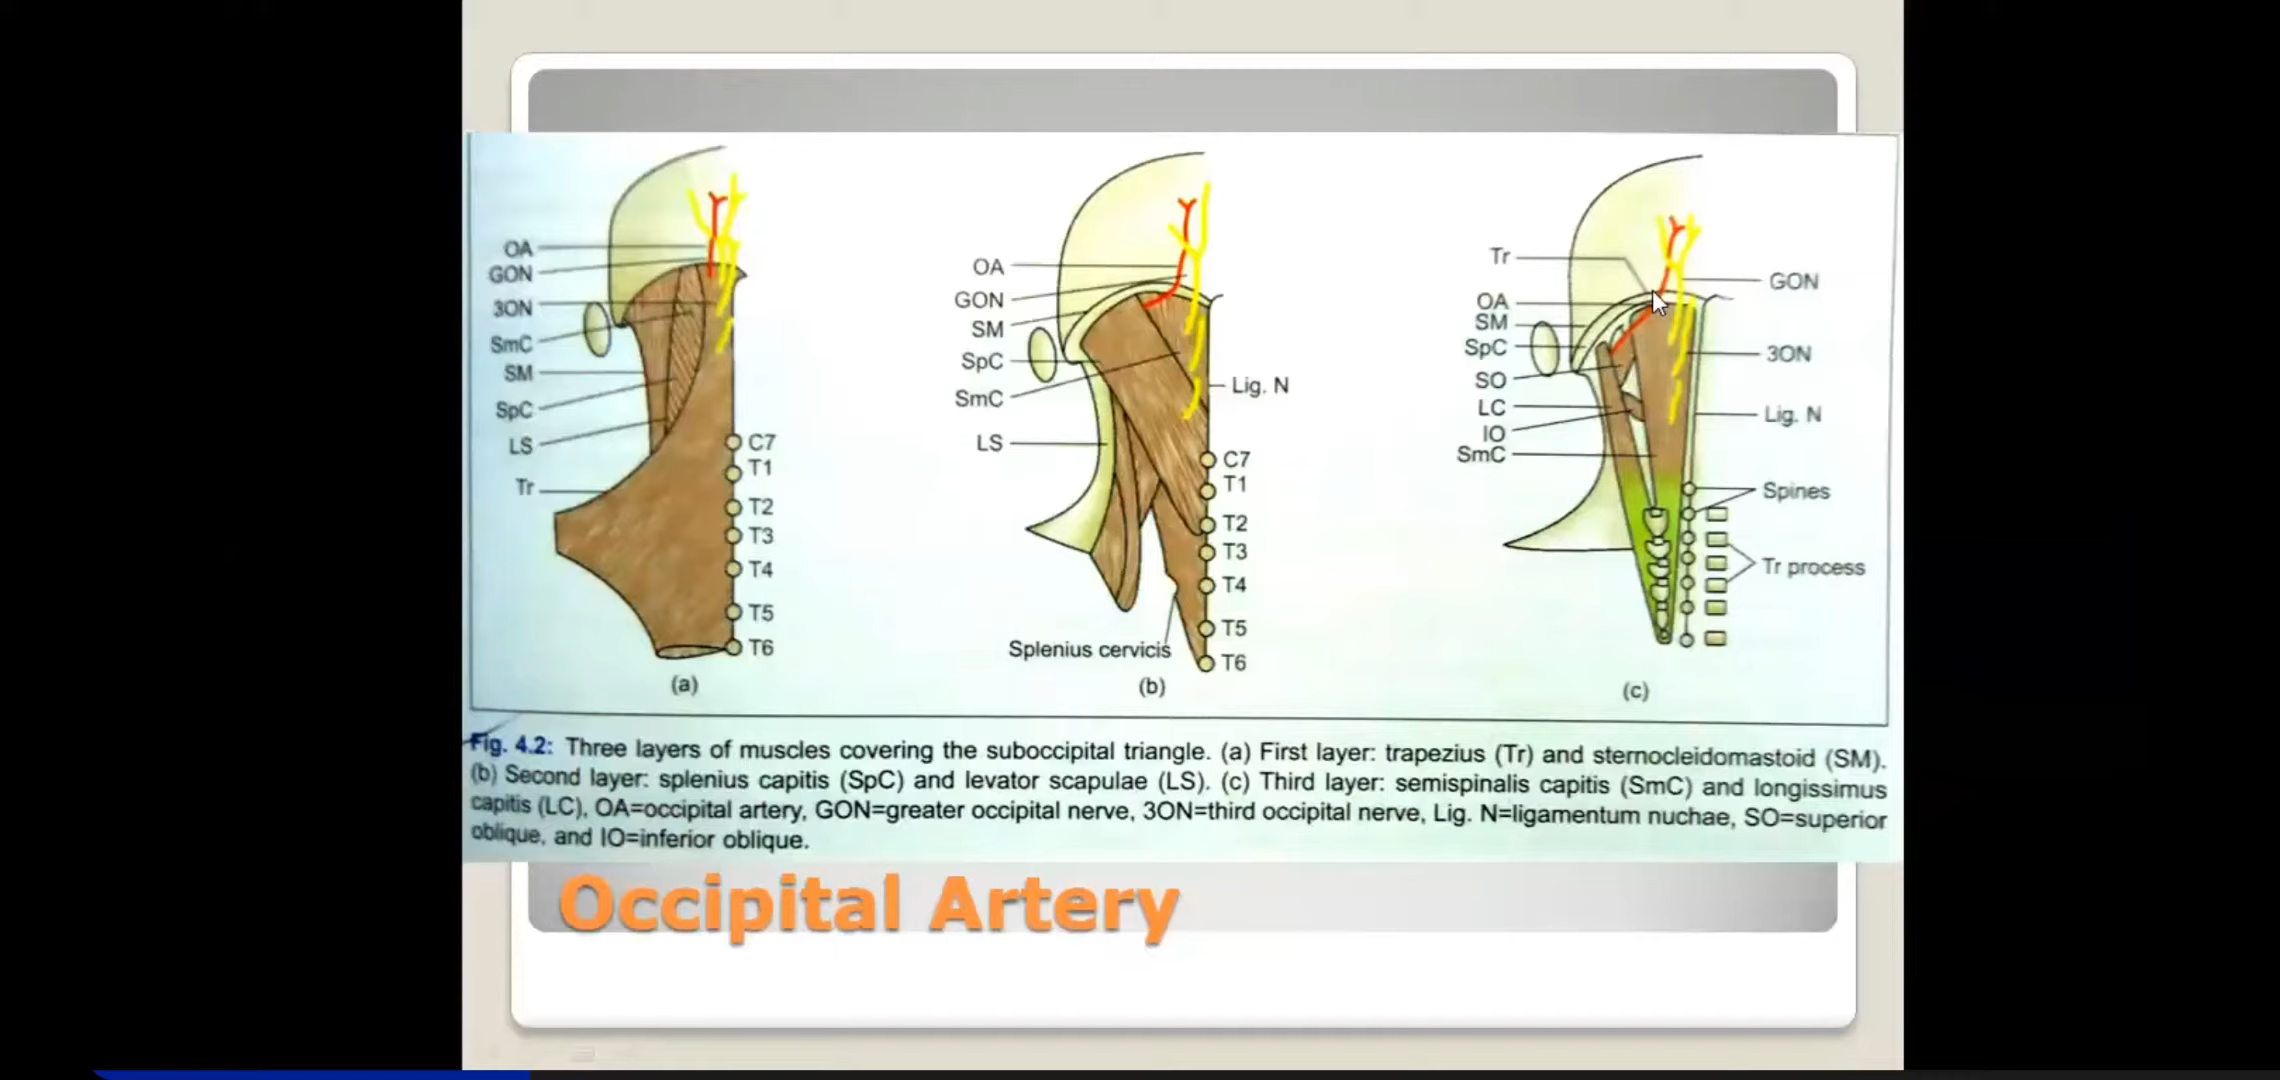 OA
GON
3ON
SmC
SM
SpC
LS
Tr
C7
T1
T2
T3
T4
T5
T6
(a)
OA
GON
SM
SpC
SmC
LS
Lig. N
C7
T1
T2
T3
T4
T5
T6
Splenius cervicis
(b)
Tr
OA
SM
SpC
SO
LC
IO
SmC
GON
3ON
Lig. N
Spines
Tr process
(c)
Fig. 4.2: Three layers of muscles covering the suboccipital triangle. (a) First layer: trapezius (Tr) and sternocleidomastoid (SM).
(b) Second layer: splenius capitis (SpC) and levator scapulae (LS). (c) Third layer: semispinalis capitis (SmC) and longissimus
capitis (LC), OA=occipital artery, GON=greater occipital nerve, 3ON=third occipital nerve, Lig. N=ligamentum nuchae, SO=superior
oblique, and IO=inferior oblique.
Occipital Artery